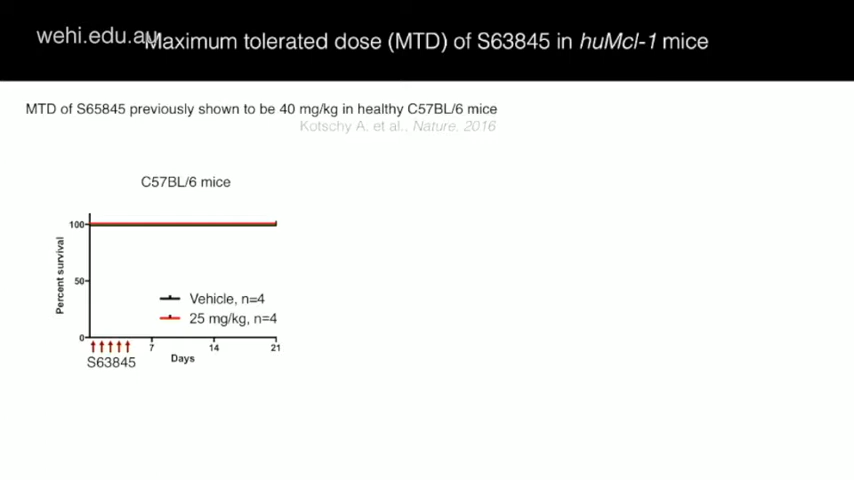 wehi.edu.au
Maximum tolerated dose (MTD) of S63845 in huMcl-1 mice
MTD of S65845 previously shown to be 40 mg/kg in healthy C57BL/6 mice
Kotschy A. et al., Nature. 2016
C57BL/6 mice
100
50
0
Percent survival
Vehicle, n=4
25 mg/kg, n=4
7
14
21
Days
S63845